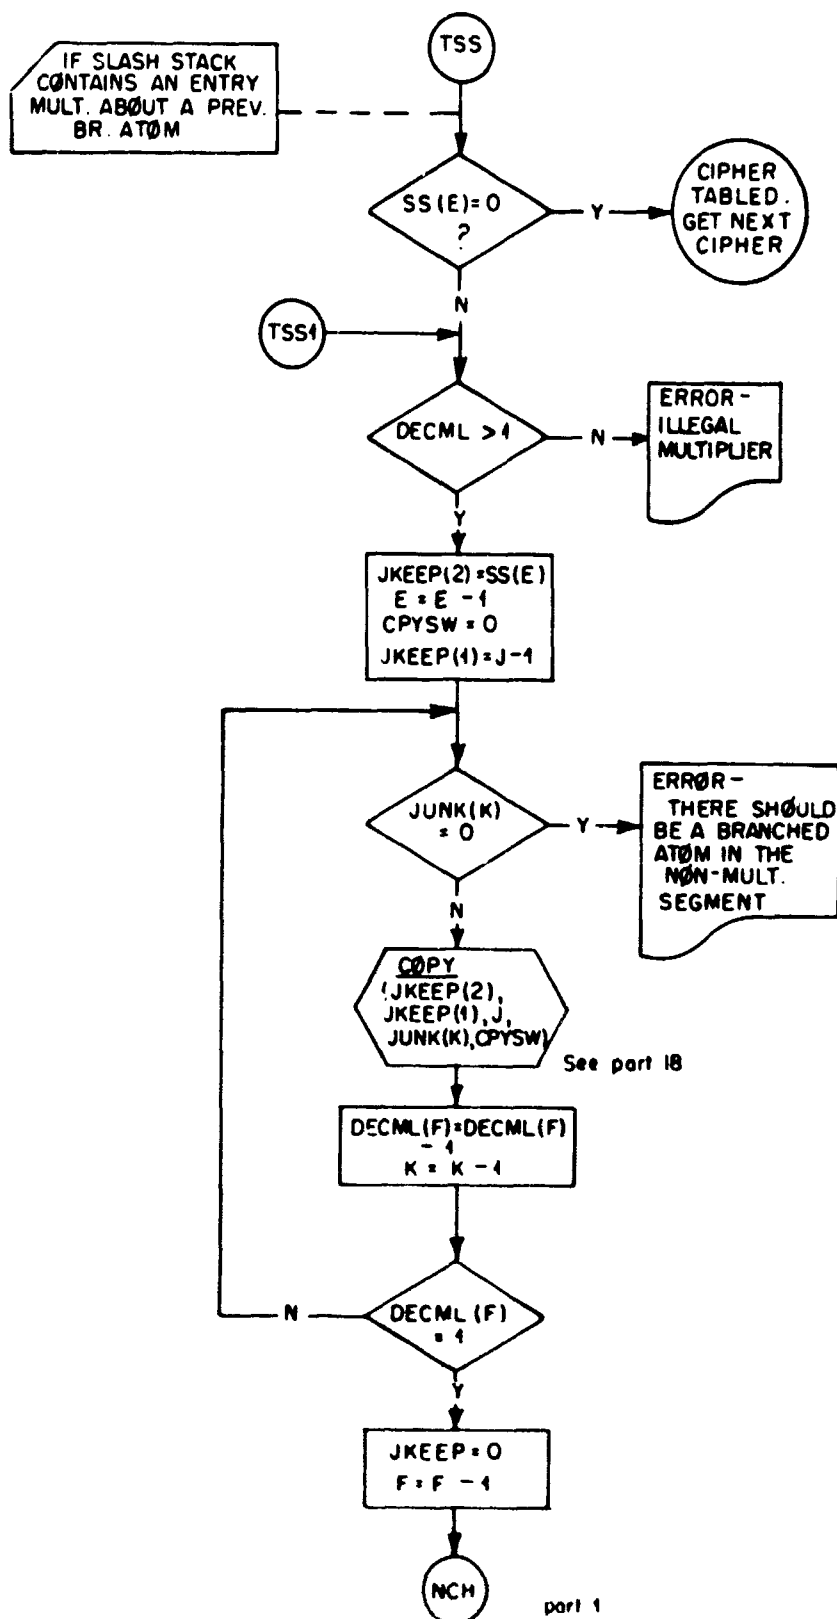 TSS
IF SLASH STACK
CØNTAINS AN ENTRY
MULT. ABØUT A PREV.
BR. ATØM
SS(E)=0
?
Y
CIPHER
TABLED.
GET NEXT
CIPHER
N
TSS1
DECML >1
N
ERROR-
ILLEGAL
MULTIPLIER
Y
JKEEP(2)=SS(E)
E = E -1
CPYSW = 0
JKEEP(1)=J-1
JUNK(K)
= 0
Y
ERRØR-
THERE SHØULD
BE A BRANCHED
ATØM IN THE
NØN-MULT.
SEGMENT
N
CØPY
(JKEEP(2),
JKEEP(1),J,
JUNK(K),CPYSW)
See part 18
DECML(F)=DECML(F)
-1
K = K -1
N
DECML (F)
= 1
Y
JKEEP=0
F=F -1
NCH
part 1